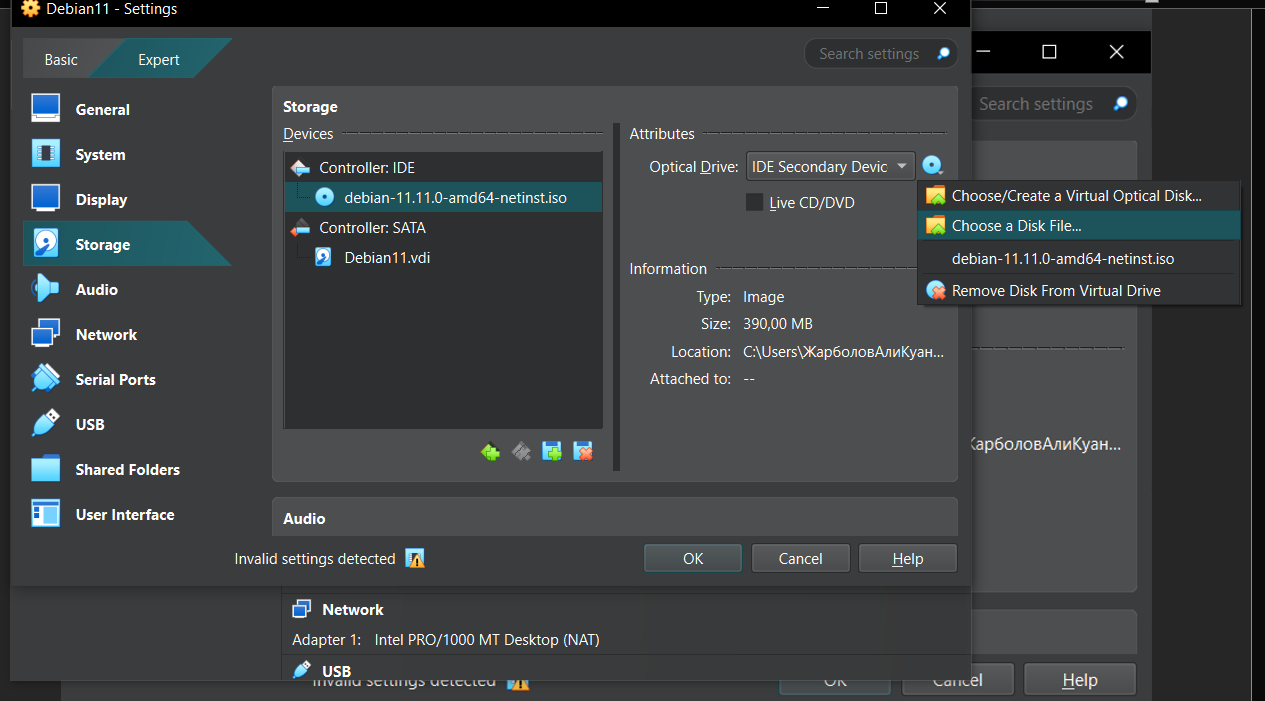 Debian11 - Settings
Basic
Expert
Search settings
General
System
Display
Storage
Audio
Network
Serial Ports
USB
Shared Folders
User Interface
Storage
Devices
Controller: IDE
debian-11.11.0-amd64-netinst.iso
Controller: SATA
Debian11.vdi
Attributes
Optical Drive: IDE Secondary Devic
Live CD/DVD
Information
Type: Image
Size: 390,00 MB
Location: C:\Users\ЖарболовАлиКуан...
Attached to: --
Choose/Create a Virtual Optical Disk...
Choose a Disk File...
debian-11.11.0-amd64-netinst.iso
Remove Disk From Virtual Drive
Audio
Invalid settings detected
OK
Cancel
Help
Search settings
ЖарболовАлиКуан...
Network
Adapter 1: Intel PRO/1000 MT Desktop (NAT)
USB
Invalid settings detected
OK
Cancel
Help